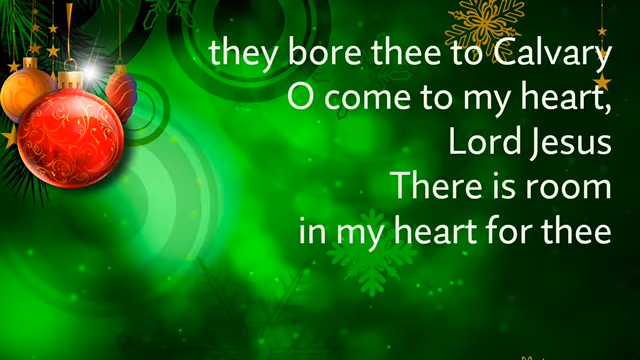 they bore thee to Calvary
O come to my heart,
Lord Jesus
There is room
in my heart for thee